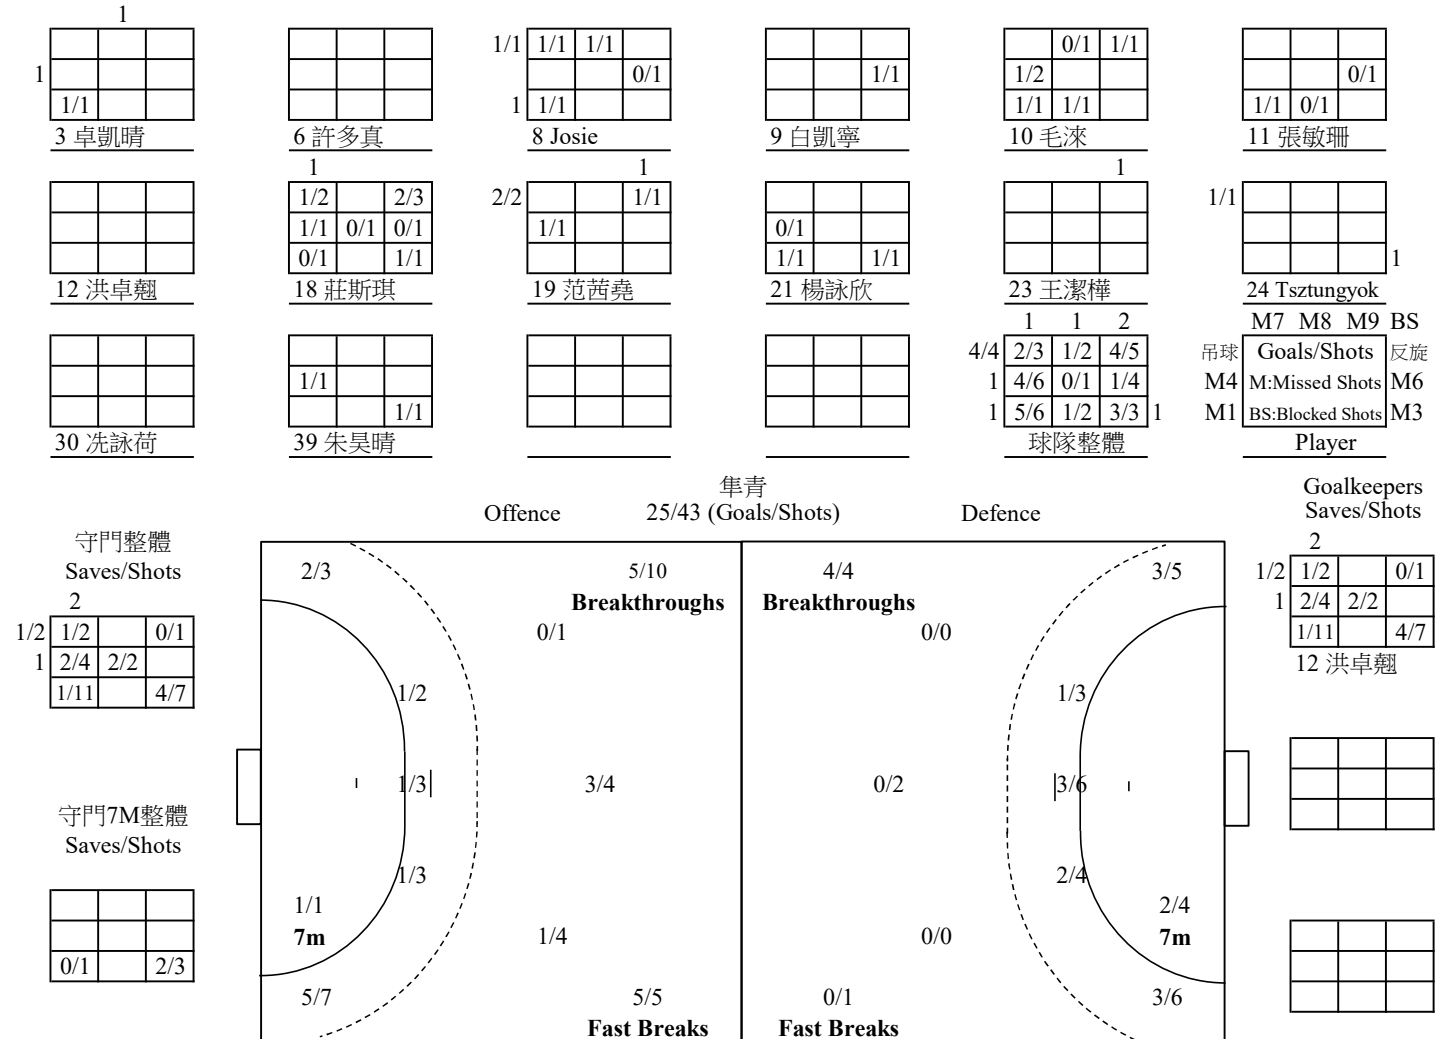 1
1/1 1/1 1/1 0/1 1/1
1 0/1 1/1 1/2 0/1
1/1 1 1/1 1/1 1/1 1/1 0/1
3 卓凱晴 6 許多真 8 Josie 9 白凱寧 10 毛淶 11 張敏珊
1 1 1
1/2 2/3 2/2 1/1 1/1
1/1 0/1 0/1 1/1 0/1
0/1 1/1 1/1 1/1 1
12 洪卓翹 18 莊斯琪 19 范茜堯 21 楊詠欣 23 王潔樺 24 Tsztungyok
1 1 2 M7 M8 M9 BS
4/4 2/3 1/2 4/5 吊球 Goals/Shots 反旋
1/1 1 4/6 0/1 1/4 M4 M:Missed Shots M6
1/1 1 5/6 1/2 3/3 1 M1 BS:Blocked Shots M3
30 冼詠荷 39 朱昊晴 球隊整體 Player
隼青
Offence 25/43 (Goals/Shots) Defence
Goalkeepers
Saves/Shots
守門整體
Saves/Shots
2
1/2 1/2 0/1
1 2/4 2/2
1/11 4/7
2/3 5/10 4/4 3/5
Breakthroughs Breakthroughs
0/1 0/0
1/2 1/3
1/3 3/4 0/2 3/6
1/3 2/4
1/1 2/4
7m 7m
1/4 0/0
5/7 5/5 0/1 3/6
Fast Breaks Fast Breaks
2
1/2 1/2 0/1
1 2/4 2/2
1/11 4/7
12 洪卓翹
守門7M整體
Saves/Shots
0/1 2/3